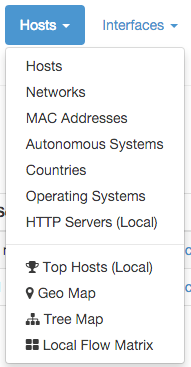 Hosts Interfaces
Hosts
Networks
MAC Addresses
Autonomous Systems
Countries
Operating Systems
HTTP Servers (Local)
Top Hosts (Local)
Geo Map
Tree Map
Local Flow Matrix